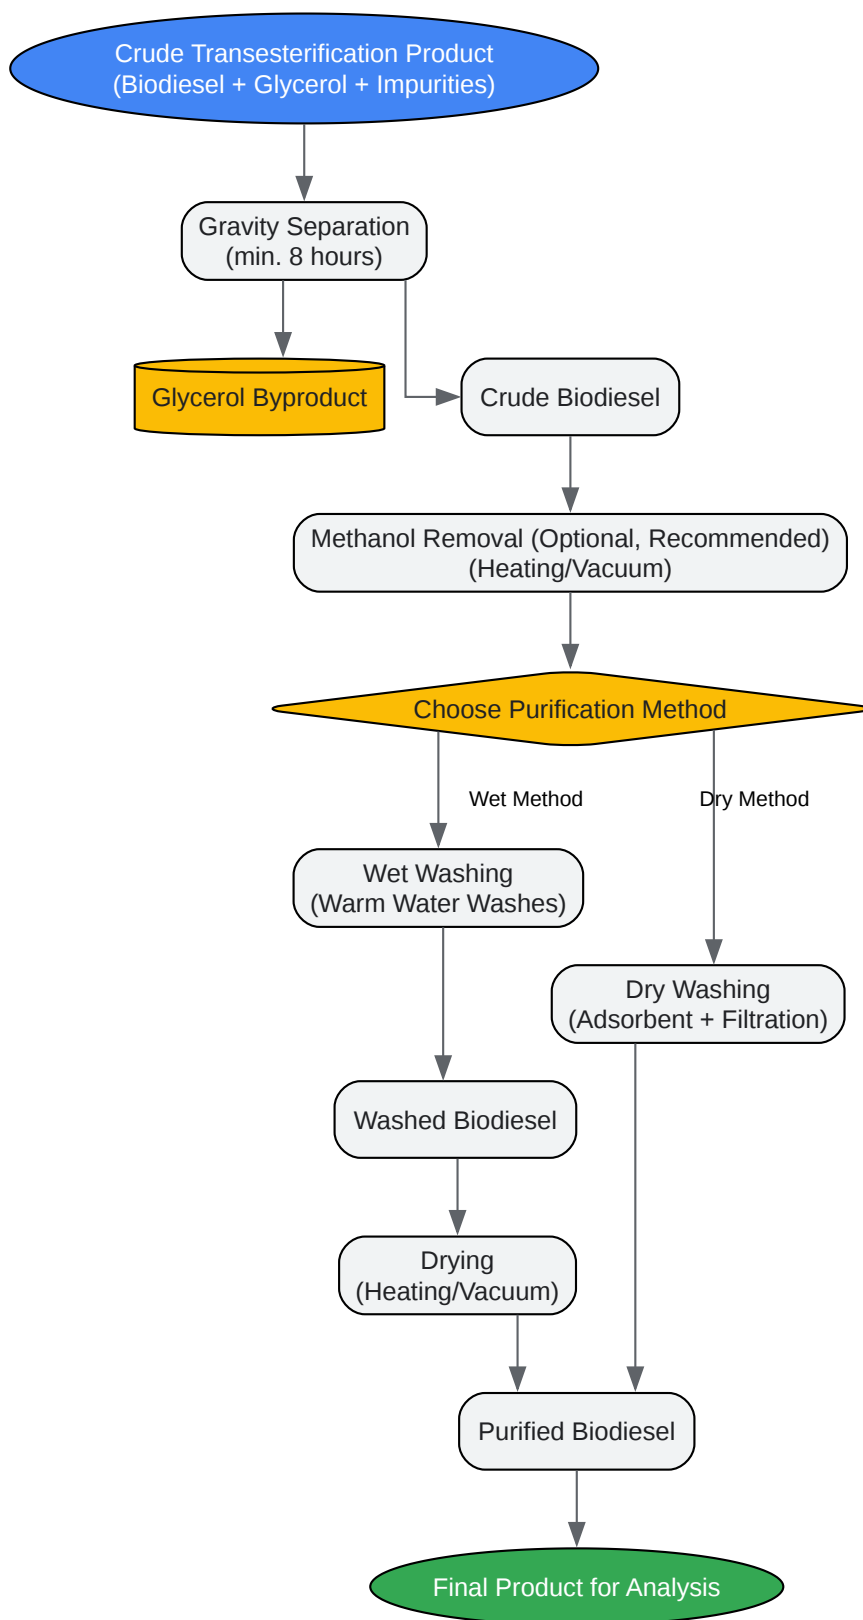 Crude Transesterification Product
(Biodiesel + Glycerol + Impurities)
Gravity Separation
(min. 8 hours)
Glycerol Byproduct
Crude Biodiesel
Methanol Removal (Optional, Recommended)
(Heating/Vacuum)
Choose Purification Method
Wet Method
Dry Method
Wet Washing
(Warm Water Washes)
Dry Washing
(Adsorbent + Filtration)
Washed Biodiesel
Drying
(Heating/Vacuum)
Purified Biodiesel
Final Product for Analysis